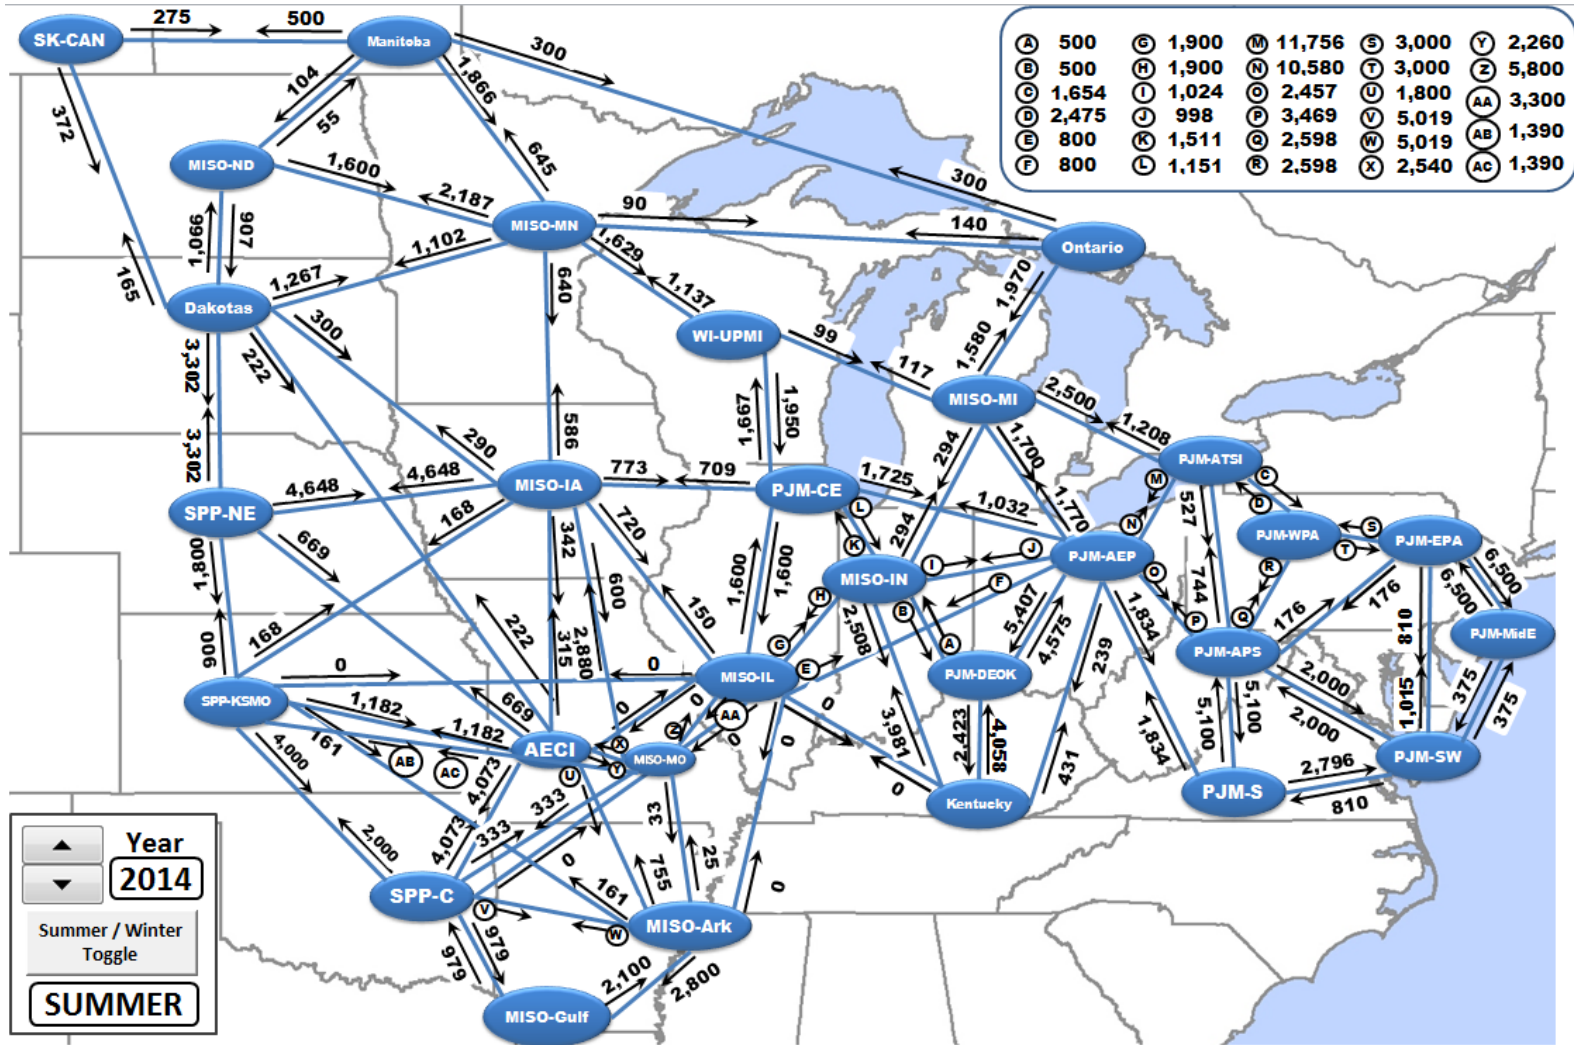 275
500
SK-CAN
Manitoba
300
A 500
G 1,900
M 11,756
S 3,000
Y 2,260
B 500
H 1,900
N 10,580
T 3,000
Z 5,800
C 1,654
I 1,024
O 2,457
U 1,800
AA 3,300
D 2,475
J 998
P 3,469
V 5,019
AB 1,390
E 800
K 1,511
Q 2,598
W 5,019
AC 1,390
F 800
L 1,151
R 2,598
X 2,540
104
1,866
372
55
MISO-ND
1,600
645
300
2,187
90
MISO-MN
140
Ontario
1,066
907
1,102
1,629
165
1,267
640
1,137
1,970
Dakotas
300
WI-UPMI
99
1,580
3,302
222
117
MISO-MI
2,500
1,667
1,950
586
3,302
290
294
1,700
1,208
PJM-ATSI
4,648
4,648
MISO-IA
773
709
PJM-CE
1,725
M
C
SPP-NE
168
720
L
1,032
1,770
D
527
N
PJM-WPA
S
T
PJM-EPA
669
342
K
294
I
J
PJM-AEP
6,500
1,800
600
1,600
1,600
MISO-IN
F
O
R
6,500
H
B
5,407
744
176
176
900
168
222
315
2,880
150
G
2,508
A
4,575
1,834
P
Q
810
PJM-MidE
239
PJM-APS
0
0
MISO-IL
E
PJM-DEOK
2,000
375
375
SPP-KSMO
1,182
669
0
0
AA
0
3,981
1,834
5,100
5,100
2,000
1,015
161
1,182
AECI
X
Z
0
0
2,423
4,058
4,000
AB
AC
U
Y
MISO-MO
431
PJM-SW
4,073
333
0
Kentucky
PJM-S
2,796
810
4,073
333
33
2,000
0
755
25
SPP-C
161
0
V
979
W
MISO-Ark
979
2,100
2,800
MISO-Gulf
Year
2014
Summer / Winter
Toggle
SUMMER